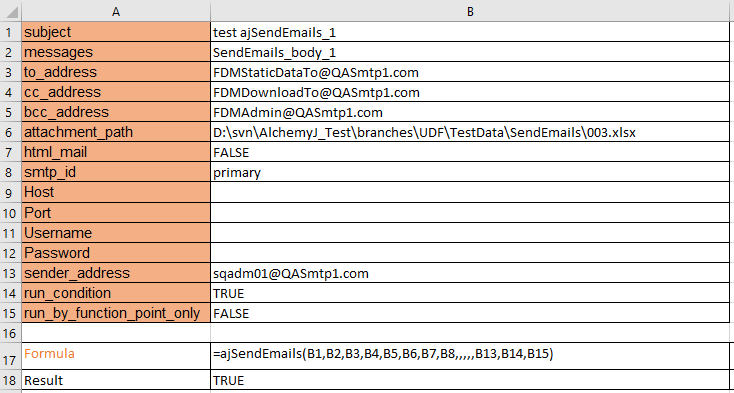 A B
1 subject test ajSendEmails_1
2 messages SendEmails_body_1
3 to_address FDMStaticDataTo@QASmtp1.com
4 cc_address FDMDownloadTo@QASmtp1.com
5 bcc_address FDMAdmin@QASmtp1.com
6 attachment_path D:\svn\AlchemyJ_Test\branches\UDF\TestData\SendEmails\003.xlsx
7 html_mail FALSE
8 smtp_id primary
9 Host
10 Port
11 Username
12 Password
13 sender_address sqadm01@QASmtp1.com
14 run_condition TRUE
15 run_by_function_point_only FALSE
16
17 Formula =ajSendEmails(B1,B2,B3,B4,B5,B6,B7,B8,,,,,B13,B14,B15)
18 Result TRUE